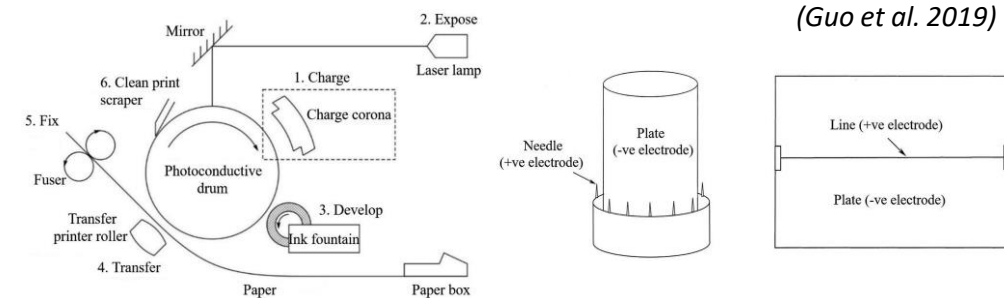 (Guo et al. 2019)
Mirror
2. Expose
Laser lamp
6. Clean print
scraper
1. Charge
Charge corona
5. Fix
Fuser
Photoconductive
drum
3. Develop
Ink fountain
Transfer
printer roller
4. Transfer
Paper
Paper box
Needle
(+ve electrode)
Plate
(-ve electrode)
Line (+ve electrode)
Plate (-ve electrode)